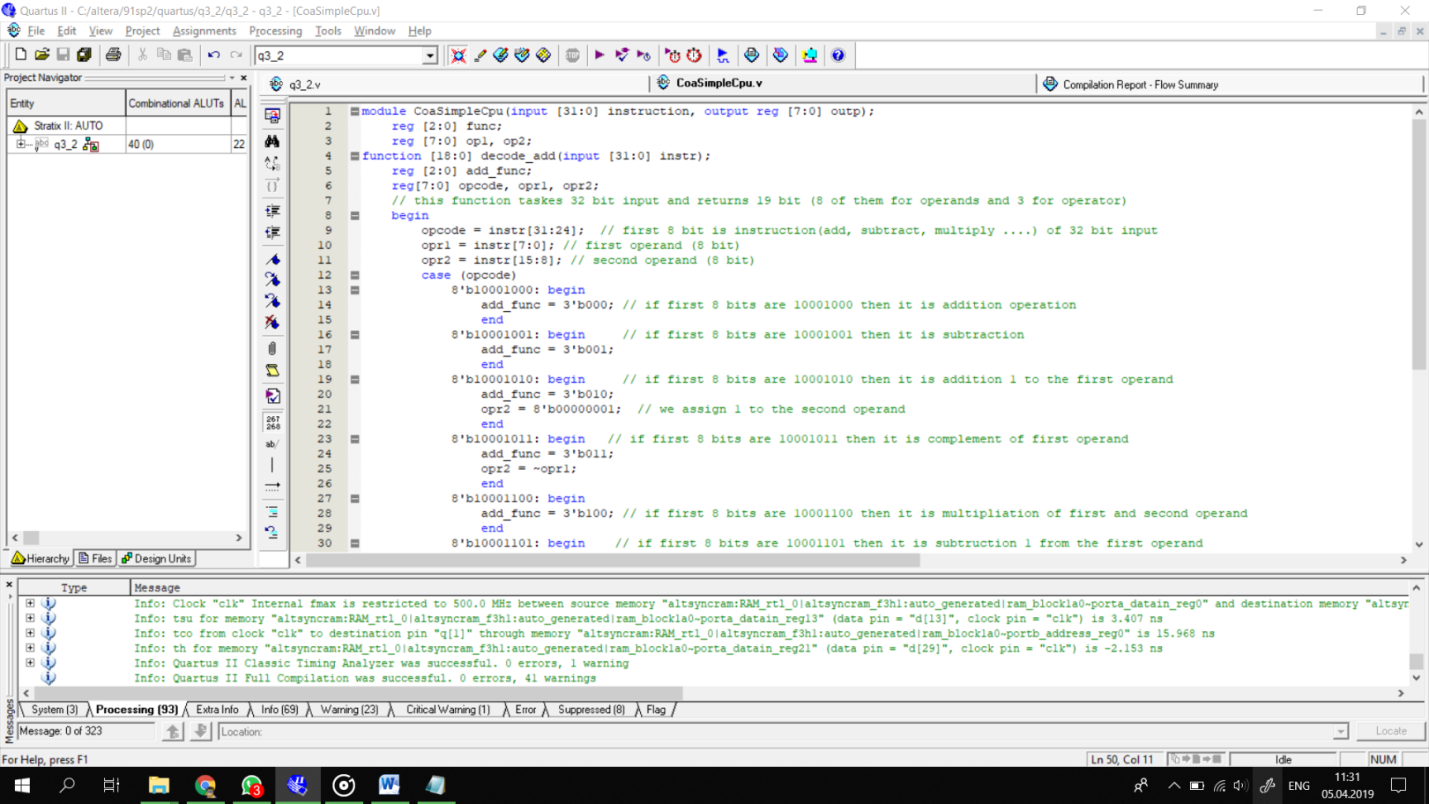 Quartus II - C:/altera/91sp2/quartus/q3_2/q3_2 - q3_2 - [CoaSimpleCpu.v]
File Edit View Project Assignments Processing Tools Window Help
q3_2
Project Navigator
q3_2.v CoaSimpleCpu.v Compilation Report - Flow Summary
Entity Combinational ALUTs AL
Stratix II: AUTO
q3_2 40 (0) 22
1 module CoaSimpleCpu(input [31:0] instruction, output reg [7:0] outp);
2 reg [2:0] func;
3 reg [7:0] op1, op2;
4 function [18:0] decode_add(input [31:0] instr);
5 reg [2:0] add_func;
6 reg[7:0] opcode, opr1, opr2;
7 // this function taskes 32 bit input and returns 19 bit (8 of them for operands and 3 for operator)
8 begin
9 opcode = instr[31:24]; // first 8 bit is instruction(add, subtract, multiply ....) of 32 bit input
10 opr1 = instr[7:0]; // first operand (8 bit)
11 opr2 = instr[15:8]; // second operand (8 bit)
12 case (opcode)
13 8'b10001000: begin
14 add_func = 3'b000; // if first 8 bits are 10001000 then it is addition operation
15 end
16 8'b10001001: begin // if first 8 bits are 10001001 then it is subtraction
17 add_func = 3'b001;
18 end
19 8'b10001010: begin // if first 8 bits are 10001010 then it is addition 1 to the first operand
20 add_func = 3'b010;
21 opr2 = 8'b00000001; // we assign 1 to the second operand
22 end
23 8'b10001011: begin // if first 8 bits are 10001011 then it is complement of first operand
24 add_func = 3'b011;
25 opr2 = ~opr1;
26 end
27 8'b10001100: begin
28 add_func = 3'b100; // if first 8 bits are 10001100 then it is multipliation of first and second operand
29 end
30 8'b10001101: begin // if first 8 bits are 10001101 then it is subtruction 1 from the first operand
267
268
ab/
Hierarchy Files Design Units
Type Message
Info: Clock "clk" Internal fmax is restricted to 500.0 MHz between source memory "altsyncram:RAM_rtl_0|altsyncram_f3h1:auto_generated|ram_block1a0~porta_datain_reg0" and destination memory "altsyr
Info: tsu for memory "altsyncram:RAM_rtl_0|altsyncram_f3h1:auto_generated|ram_block1a0~porta_datain_reg13" (data pin = "d[13]", clock pin = "clk") is 3.407 ns
Info: tco from clock "clk" to destination pin "q[1]" through memory "altsyncram:RAM_rtl_0|altsyncram_f3h1:auto_generated|ram_block1a0~portb_address_reg0" is 15.968 ns
Info: th for memory "altsyncram:RAM_rtl_0|altsyncram_f3h1:auto_generated|ram_block1a0~porta_datain_reg21" (data pin = "d[29]", clock pin = "clk") is -2.153 ns
Info: Quartus II Classic Timing Analyzer was successful. 0 errors, 1 warning
Info: Quartus II Full Compilation was successful. 0 errors, 41 warnings
System (3) Processing (93) Extra Info Info (69) Warning (23) Critical Warning (1) Error Suppressed (8) Flag
Messages
Message: 0 of 323 Location: Locate
For Help, press F1 Ln 50, Col 11 Idle NUM
3
W
ENG
11:31
05.04.2019